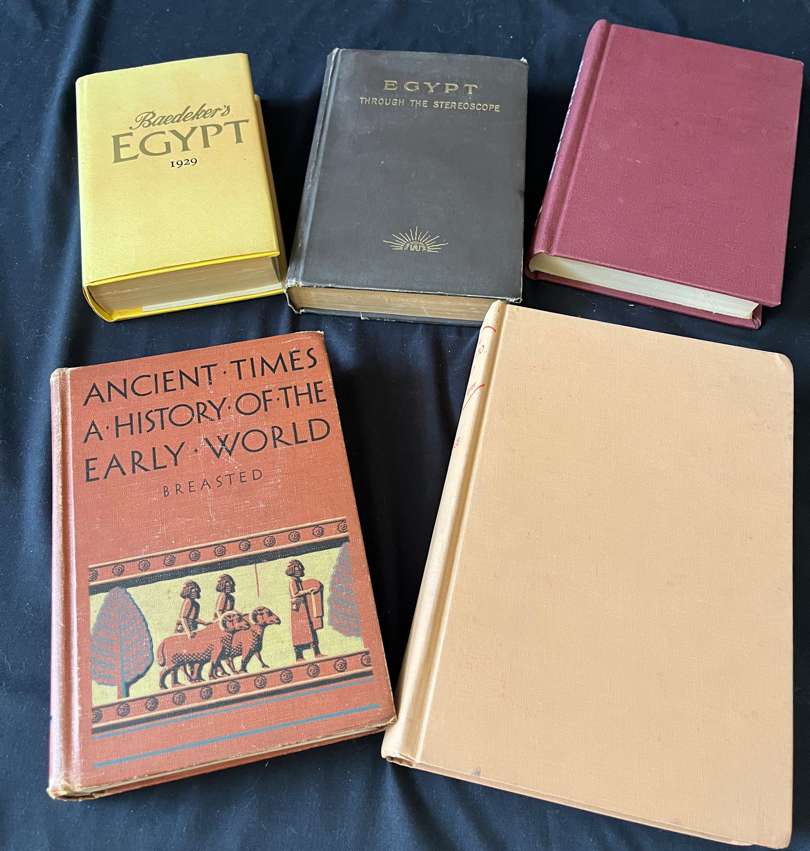 Baedeker's
EGYPT
1929
EGYPT
THROUGH THE STEREOSCOPE
ANCIENT·TIMES
A·HISTORY·OF·THE
EARLY·WORLD
BREASTED